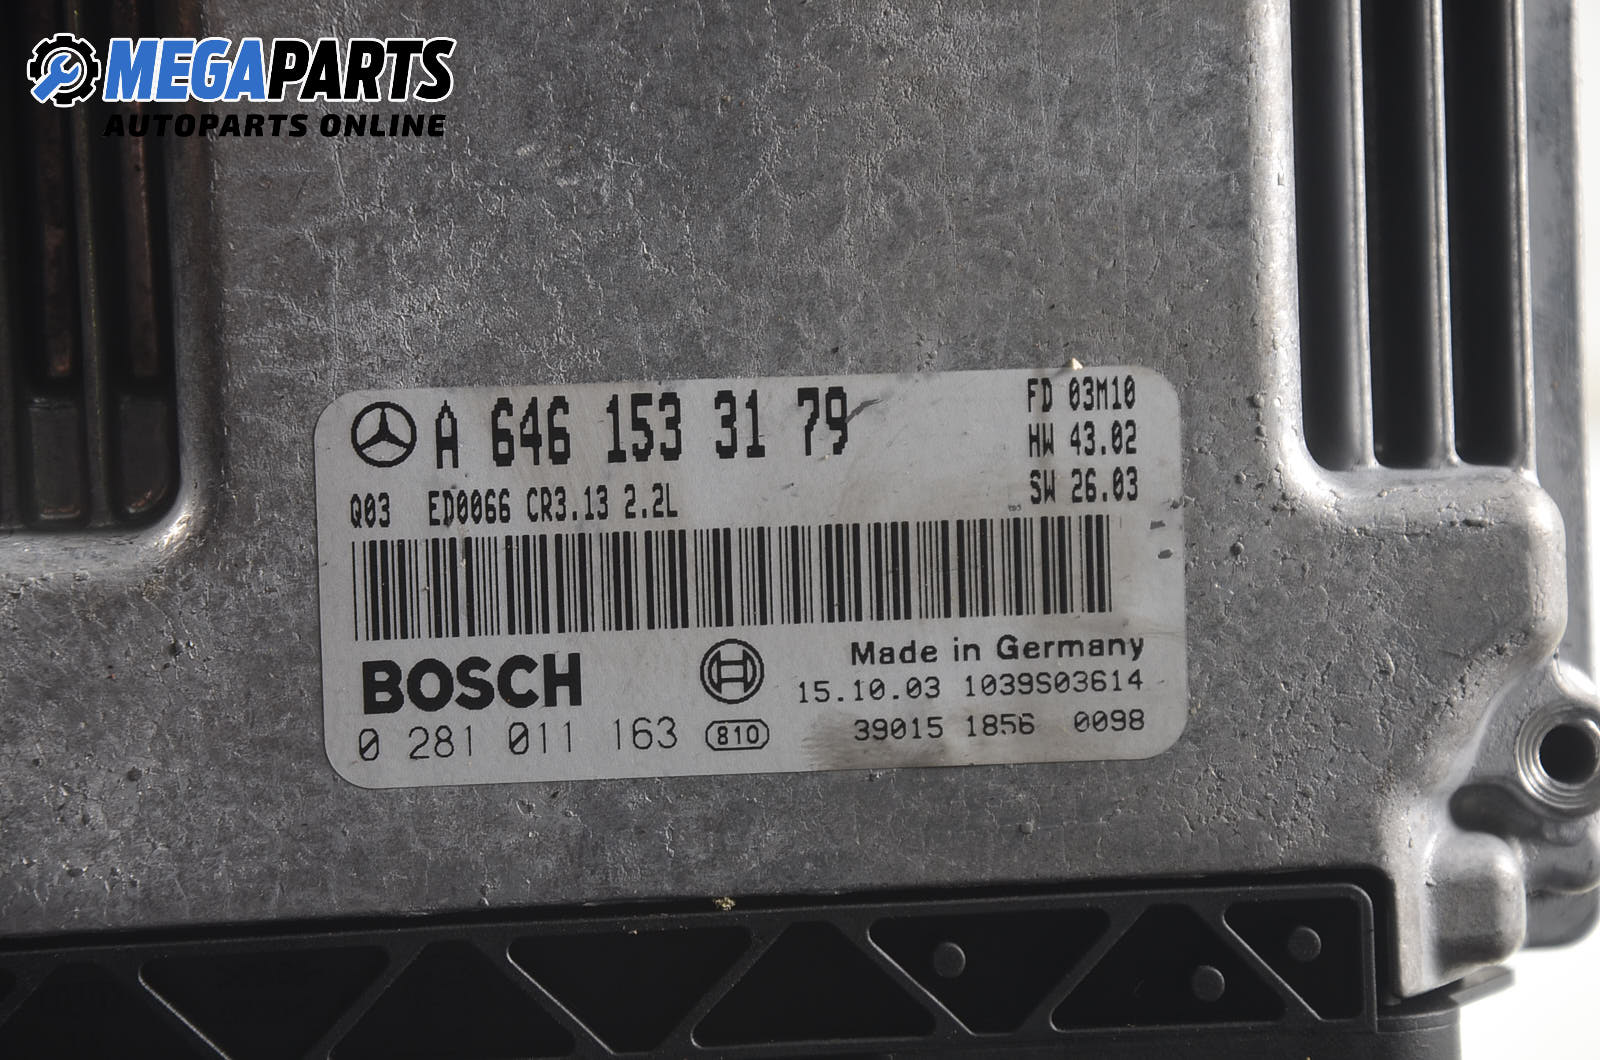 MEGAPARTS
AUTOPARTS ONLINE
A 646 153 31 79
FD 03M10
HW 43.02
SW 26.03
Q03 ED0066 CR3.13 2.2L
BOSCH
Made in Germany
15.10.03 1039S03614
0 281 011 163 810
39015 1856 0098